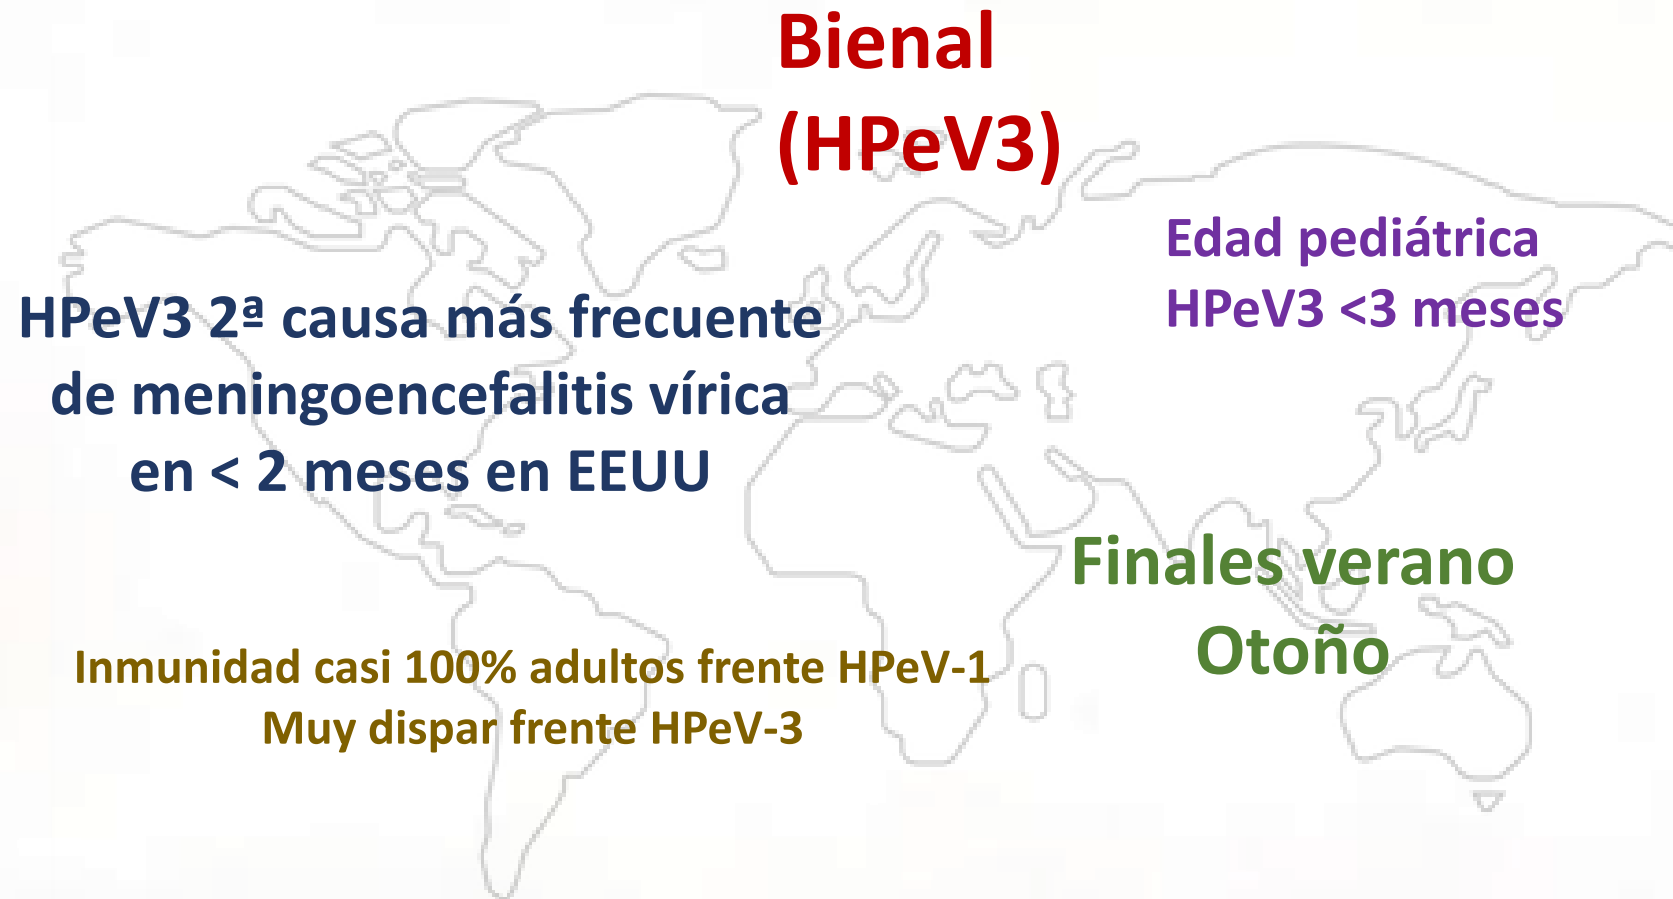 Bienal
(HPeV3)
Edad pediátrica
HPeV3 <3 meses
HPeV3 2ª causa más frecuente
de meningoencefalitis vírica
en < 2 meses en EEUU
Finales verano
Otoño
Inmunidad casi 100% adultos frente HPeV-1
Muy dispar frente HPeV-3